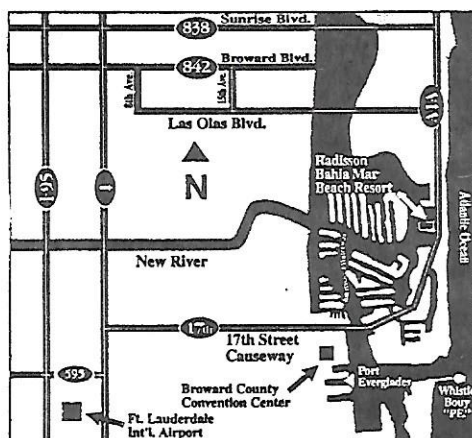 838
Sunrise Blvd.
842
Broward Blvd.
8th Ave.
15th Ave.
Las Olas Blvd.
A1A
Radisson
Bahia Mar
Beach Resort
N
I-95
1
Atlantic Ocean
New River
17th
17th Street
Causeway
595
Broward County
Convention Center
Port
Everglades
Whistle
Bouy
"PE."
Ft. Lauderdale
Int'l. Airport